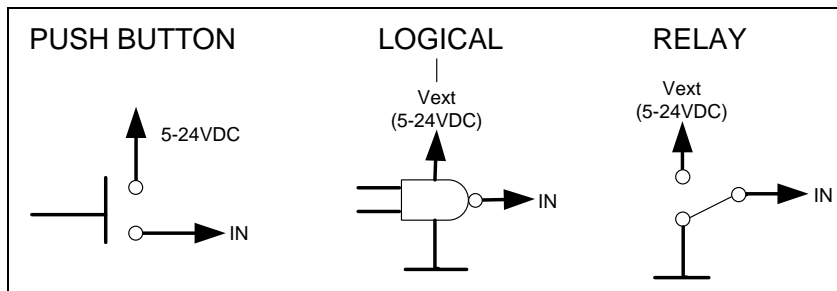 PUSH BUTTON
5-24VDC
IN
LOGICAL
Vext
(5-24VDC)
IN
RELAY
Vext
(5-24VDC)
IN